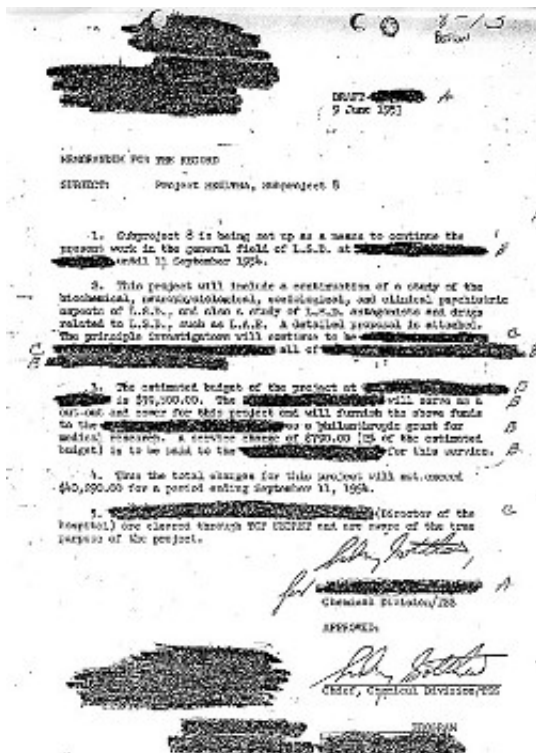 DRAFT
9 June 1953
MEMORANDUM FOR THE RECORD
SUBJECT: Project MKULTRA, Subproject 8
1. Subproject 8 is being set up as a means to continue the
present work in the general field of L.S.D. at
until 11 September 1954.
2. This project will include a continuation of a study of the
biochemical, neurophysiological, sociological, and clinical psychiatric
aspects of L.S.D., and also a study of L.S.D. antagonists and drugs
related to L.S.D., such as L.A.E. A detailed proposal is attached.
The principle investigators will continue to be
all of
3. The estimated budget of the project at
is $39,500.00. The will serve as a
cut-out and cover for this project and will furnish the above funds
to the as a philanthropic grant for
medical research. A service charge of $790.00 (2% of the estimated
budget) is to be paid to the for this service.
4. Thus the total charges for this project will not exceed
$40,290.00 for a period ending September 11, 1954.
5. (Director of the
hospital) are cleared through TOP SECRET and are aware of the true
purpose of the project.
for
Chemical Division/TSS
APPROVED:
Chief, Chemical Division/TSS
PROGRAM